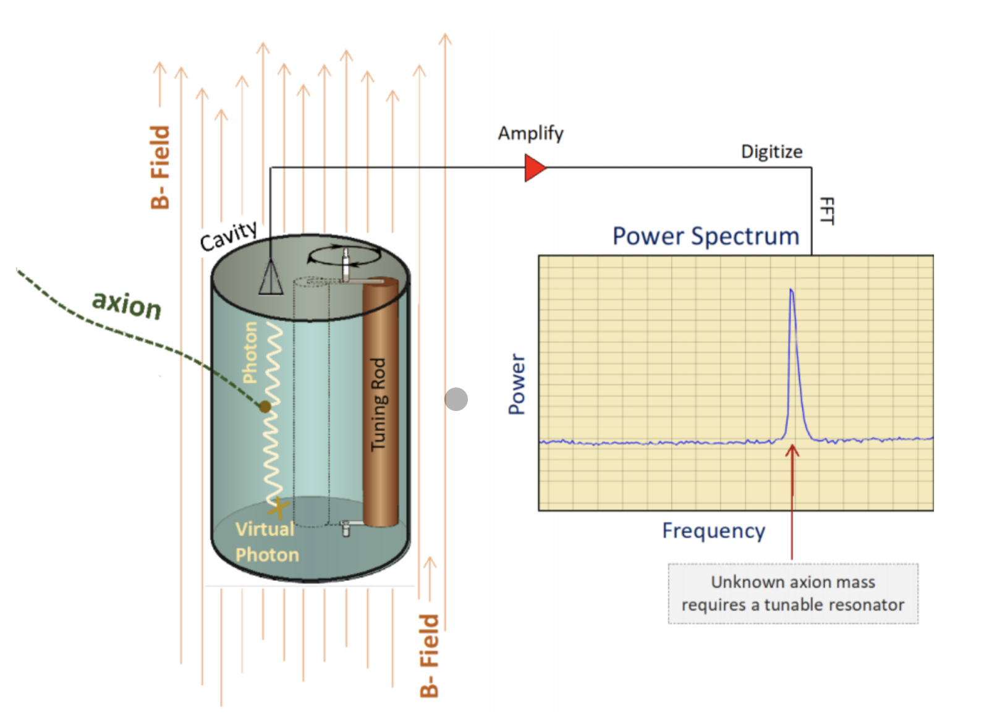 Amplify
Digitize
B- Field
FFT
Cavity
Power Spectrum
axion
Photon
Tuning Rod
Power
Virtual
Photon
Frequency
Unknown axion mass
requires a tunable resonator
B- Field